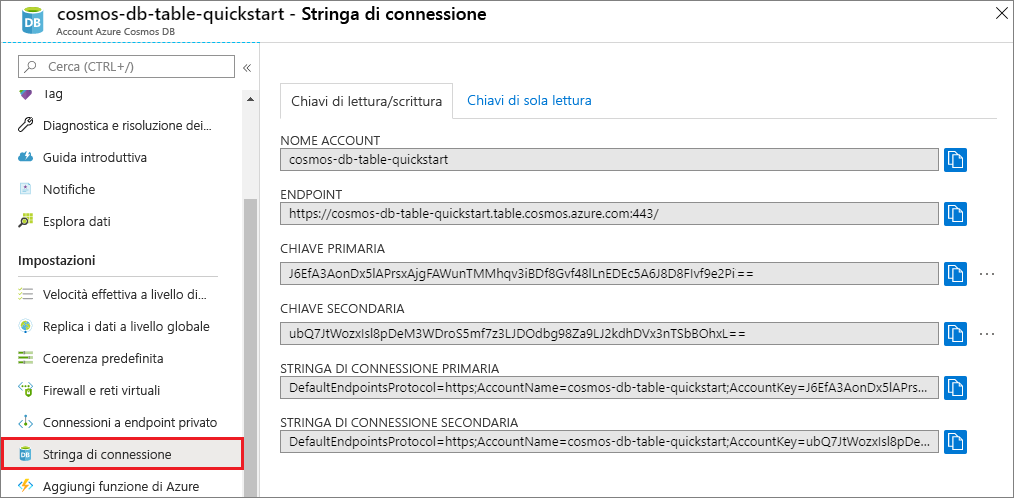 cosmos-db-table-quickstart - Stringa di connessione
Account Azure Cosmos DB
Cerca (CTRL+/)
Tag
Diagnostica e risoluzione dei...
Guida introduttiva
Notifiche
Esplora dati
Impostazioni
Velocità effettiva a livello di...
Replica i dati a livello globale
Coerenza predefinita
Firewall e reti virtuali
Connessioni a endpoint privato
Stringa di connessione
Aggiungi funzione di Azure
Chiavi di lettura/scrittura
Chiavi di sola lettura
NOME ACCOUNT
cosmos-db-table-quickstart
ENDPOINT
https://cosmos-db-table-quickstart.table.cosmos.azure.com:443/
CHIAVE PRIMARIA
J6EfA3AonDx5lAPrsxAjgFAWunTMMhqv3iBDf8Gvf48lLnEDEc5A6J8D8FIvf9e2Pi==
CHIAVE SECONDARIA
ubQ7JtWozxIsl8pDeM3WDroS5mf7z3LJDOdbg98Za9LJ2kdhDVx3nTSbBOhxL==
STRINGA DI CONNESSIONE PRIMARIA
DefaultEndpointsProtocol=https;AccountName=cosmos-db-table-quickstart;AccountKey=J6EfA3AonDx5lAPrs...
STRINGA DI CONNESSIONE SECONDARIA
DefaultEndpointsProtocol=https;AccountName=cosmos-db-table-quickstart;AccountKey=ubQ7JtWozxIsl8pDe...